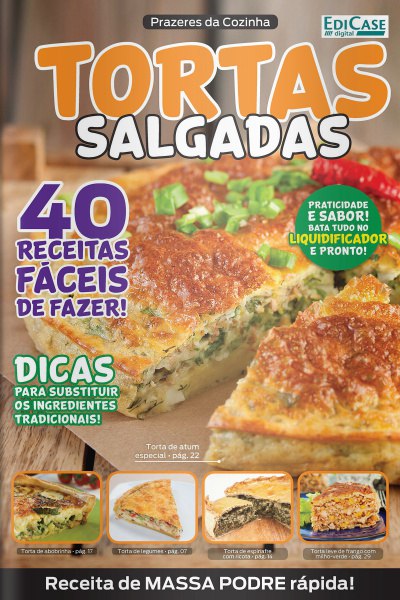 Prazeres da Cozinha
EDICASE
digital
TORTAS
SALGADAS
40
RECEITAS
FÁCEIS
DE FAZER!
PRATICIDADE
E SABOR!
BATA TUDO NO
LIQUIDIFICADOR
E PRONTO!
DICAS
PARA SUBSTITUIR
OS INGREDIENTES
TRADICIONAIS!
Torta de atum
especial • pág. 22
Torta de abobrinha • pág. 17
Torta de legumes • pág. 07
Torta de espinafre
com ricota • pág. 14
Torta leve de frango com
milho-verde • pág. 29
Receita de MASSA PODRE rápida!